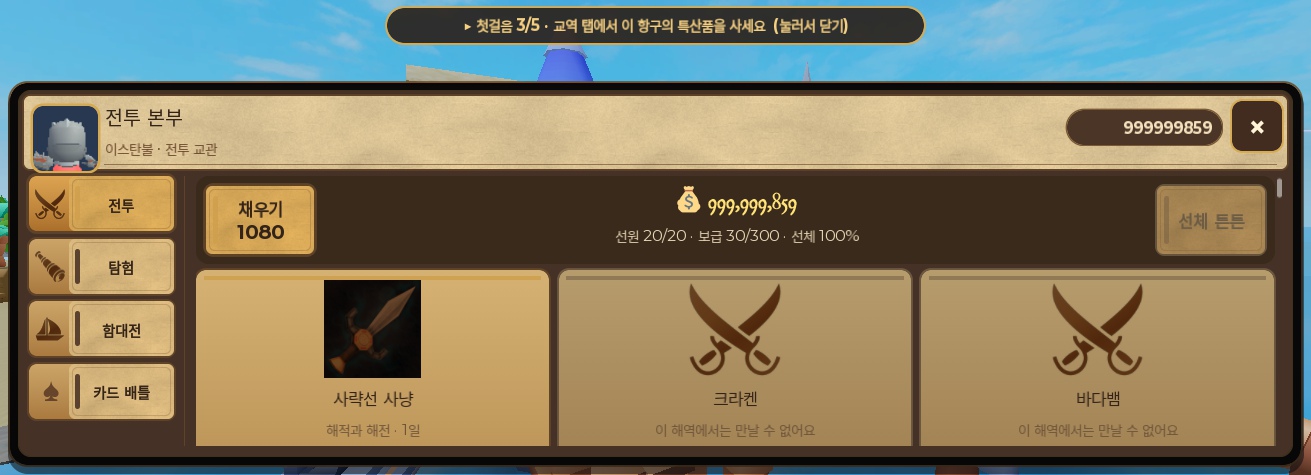 ▸ 첫걸음 3/5 · 교역 탭에서 이 항구의 특산품을 사세요 (눌러서 닫기)
전투 본부
이스탄불 · 전투 교관
999999859
×
전투
탐험
함대전
카드 배틀
채우기
1080
999,999,859
선원 20/20 · 보급 30/300 · 선체 100%
선체 튼튼
사략선 사냥
해적과 해전 · 1일
크라켄
이 해역에서는 만날 수 없어요
바다뱀
이 해역에서는 만날 수 없어요